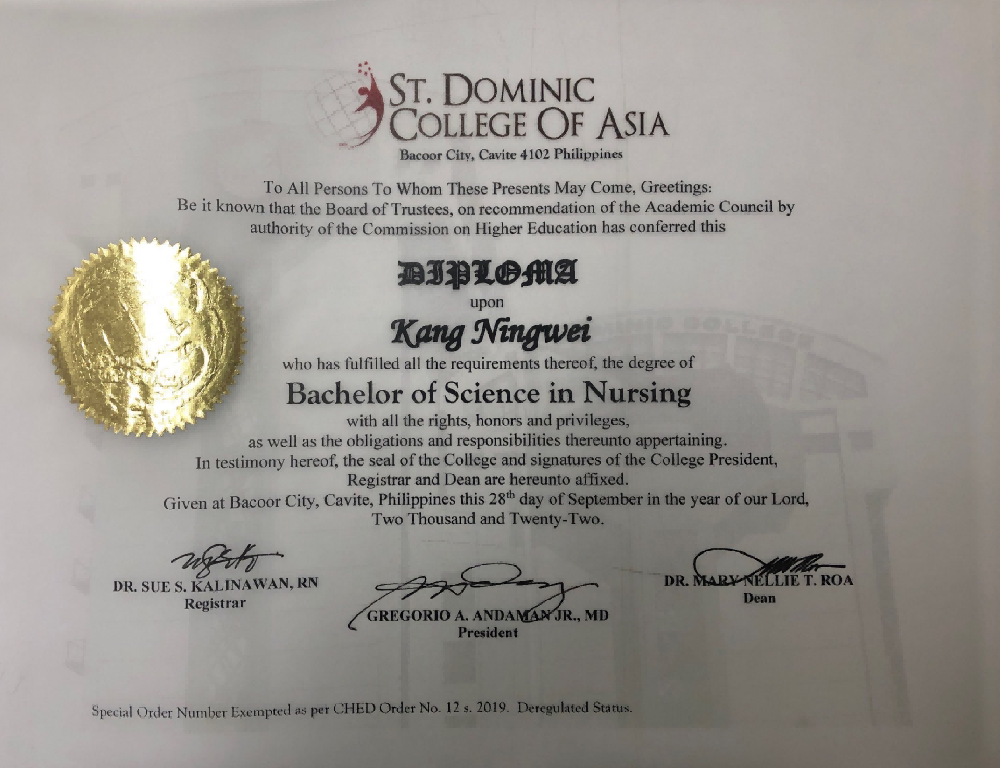 ST. DOMINIC
COLLEGE OF ASIA
Bacoor City, Cavite 4102 Philippines
To All Persons To Whom These Presents May Come, Greetings:
Be it known that the Board of Trustees, on recommendation of the Academic Council by
authority of the Commission on Higher Education has conferred this
DIPLOMA
upon
Kang Ningwei
who has fulfilled all the requirements thereof, the degree of
Bachelor of Science in Nursing
with all the rights, honors and privileges,
as well as the obligations and responsibilities thereunto appertaining.
In testimony hereof, the seal of the College and signatures of the College President,
Registrar and Dean are hereunto affixed.
Given at Bacoor City, Cavite, Philippines this 28th day of September in the year of our Lord,
Two Thousand and Twenty-Two.
DR. SUE S. KALINAWAN, RN
Registrar
GREGORIO A. ANDAMAN JR., MD
President
DR. MARY NELLIE T. ROA
Dean
Special Order Number Exempted as per CHED Order No. 12 s. 2019. Deregulated Status.